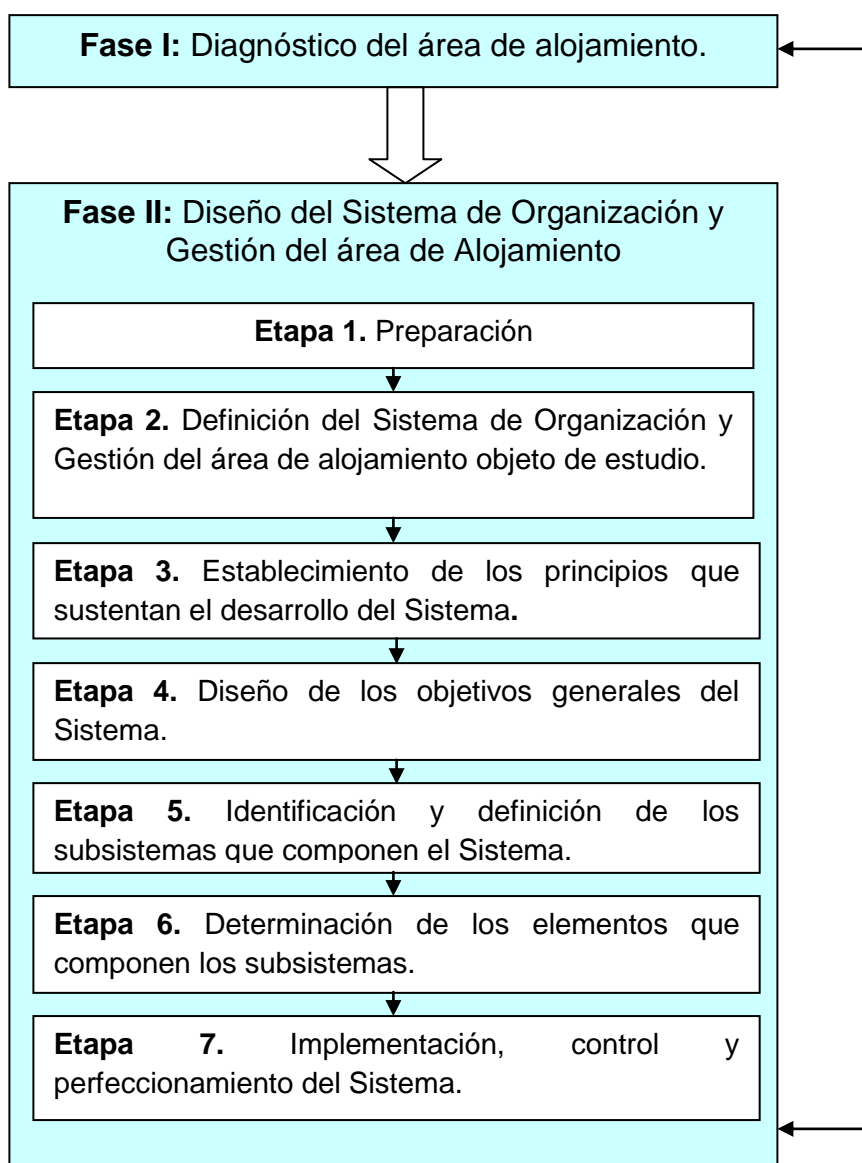 Fase I: Diagnóstico del área de alojamiento.
Fase II: Diseño del Sistema de Organización y
Gestión del área de Alojamiento
Etapa 1. Preparación
Etapa 2. Definición del Sistema de Organización y
Gestión del área de alojamiento objeto de estudio.
Etapa 3. Establecimiento de los principios que
sustentan el desarrollo del Sistema.
Etapa 4. Diseño de los objetivos generales del
Sistema.
Etapa 5. Identificación y definición de los
subsistemas que componen el Sistema.
Etapa 6. Determinación de los elementos que
componen los subsistemas.
Etapa 7. Implementación, control y
perfeccionamiento del Sistema.